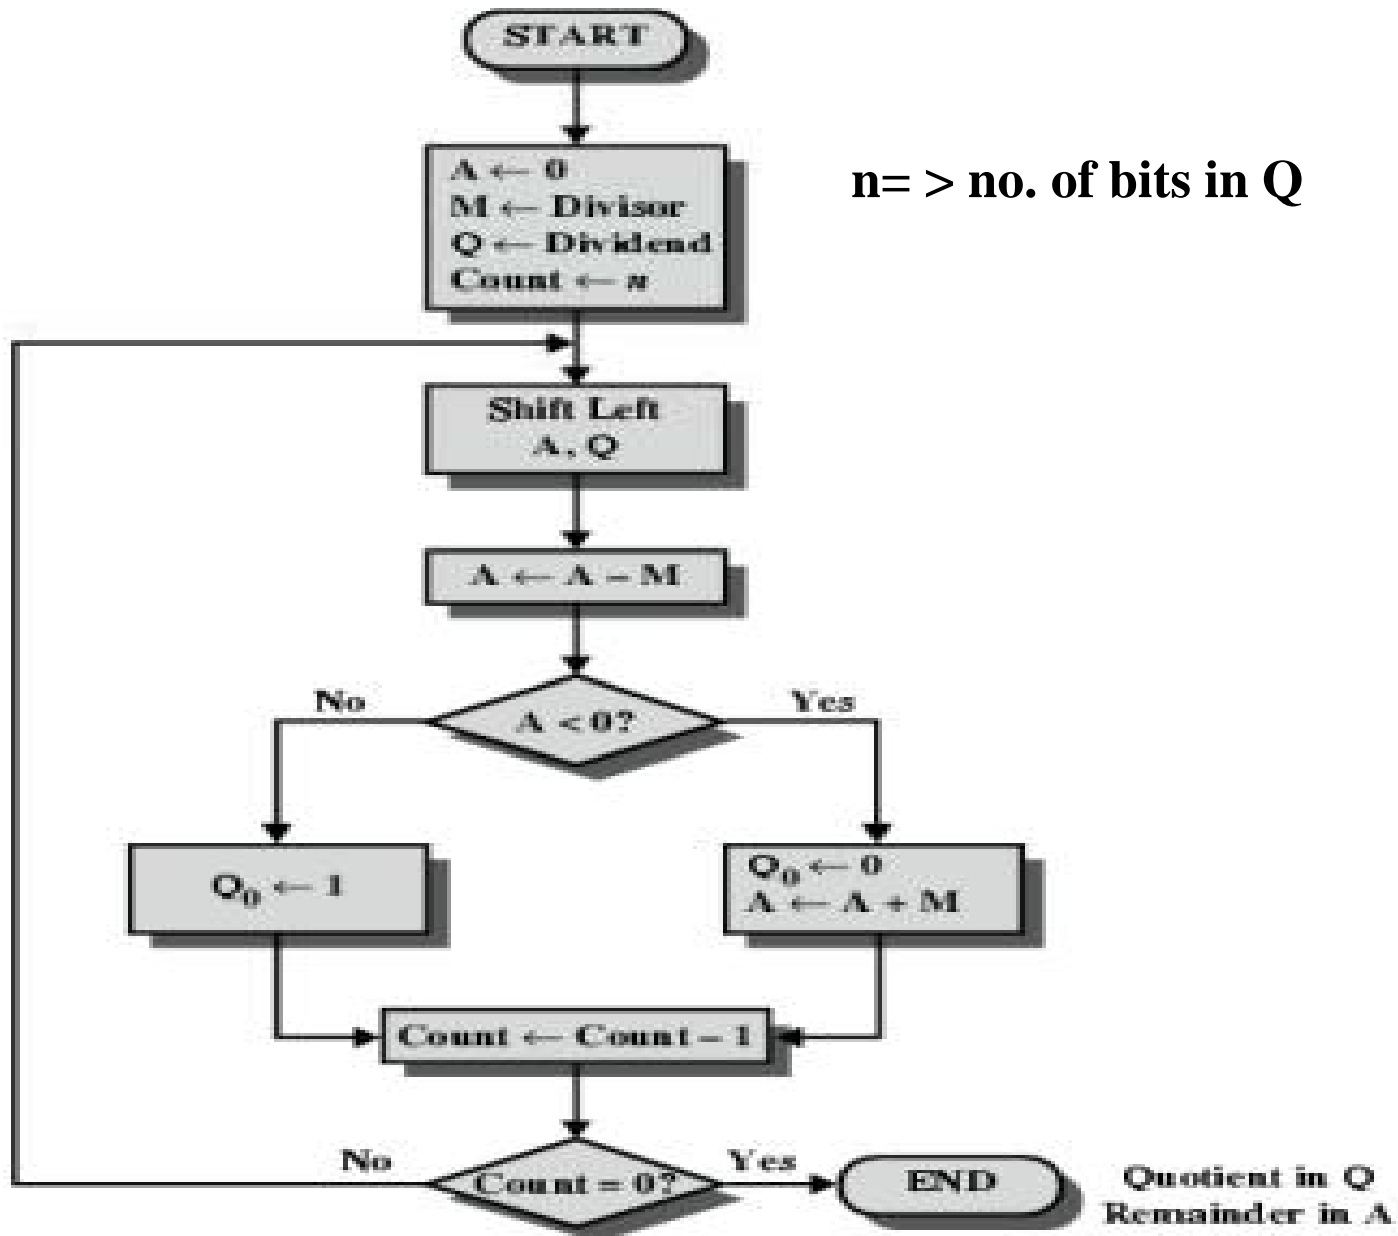 START
A ← 0
M ← Divisor
Q ← Dividend
Count ← n
n= > no. of bits in Q
Shift Left
A, Q
A ← A – M
No
A < 0?
Yes
Q₀ ← 1
Q₀ ← 0
A ← A + M
Count ← Count – 1
No
Count = 0?
Yes
END
Quotient in Q
Remainder in A